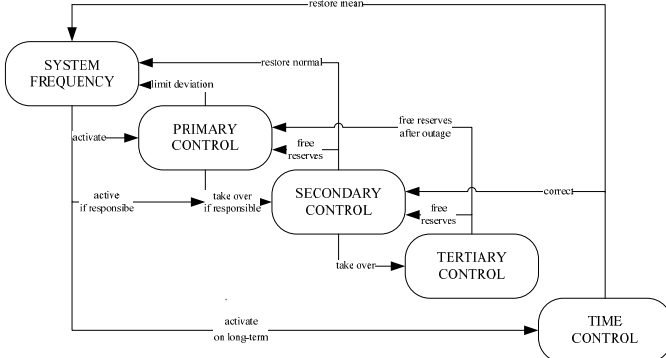 restore mean
SYSTEM
FREQUENCY
restore normal
limit deviation
PRIMARY
CONTROL
activate
free reserves
after outage
free
reserves
active
if responsibe
take over
if responsible
SECONDARY
CONTROL
correct
free
reserves
take over
TERTIARY
CONTROL
activate
on long-term
TIME
CONTROL